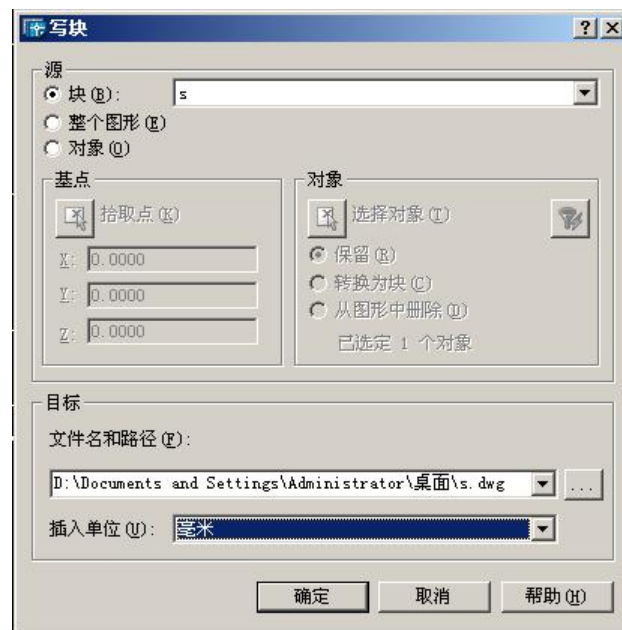 写块
源
块(B): s
整个图形(E)
对象(O)
基点 对象
拾取点(K) 选择对象(T)
X: 0.0000 保留(R)
Y: 0.0000 转换为块(C)
Z: 0.0000 从图形中删除(D)
已选定 1 个对象
目标
文件名和路径(F):
D:\Documents and Settings\Administrator\桌面\s.dwg ...
插入单位(U): 毫米
确定 取消 帮助(H)